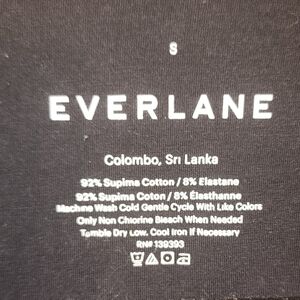 S
EVERLANE
Colombo, Sri Lanka
92% Supima Cotton / 8% Elastane
92% Supima Coton / 8% Élasthanne
Machine Wash Cold Gentle Cycle With Like Colors
Only Non Chlorine Bleach When Needed
Tumble Dry Low. Cool Iron If Necessary
RN# 139393